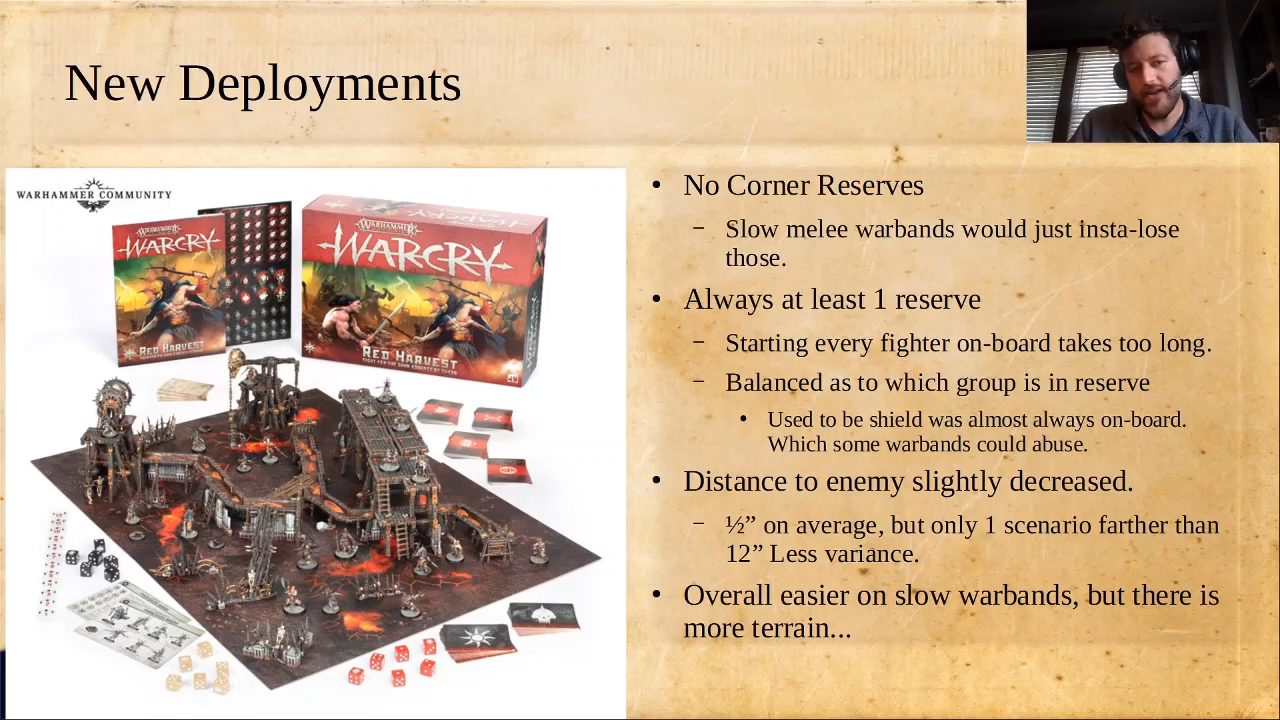 New Deployments
WARHAMMER COMMUNITY
WARHAMMER
WARCRY
RED HARVEST
WARHAMMER
WARCRY
RED HARVEST
• No Corner Reserves
– Slow melee warbands would just insta-lose
those.
• Always at least 1 reserve
– Starting every fighter on-board takes too long.
– Balanced as to which group is in reserve
• Used to be shield was almost always on-board.
Which some warbands could abuse.
• Distance to enemy slightly decreased.
– ½” on average, but only 1 scenario farther than
12” Less variance.
• Overall easier on slow warbands, but there is
more terrain...